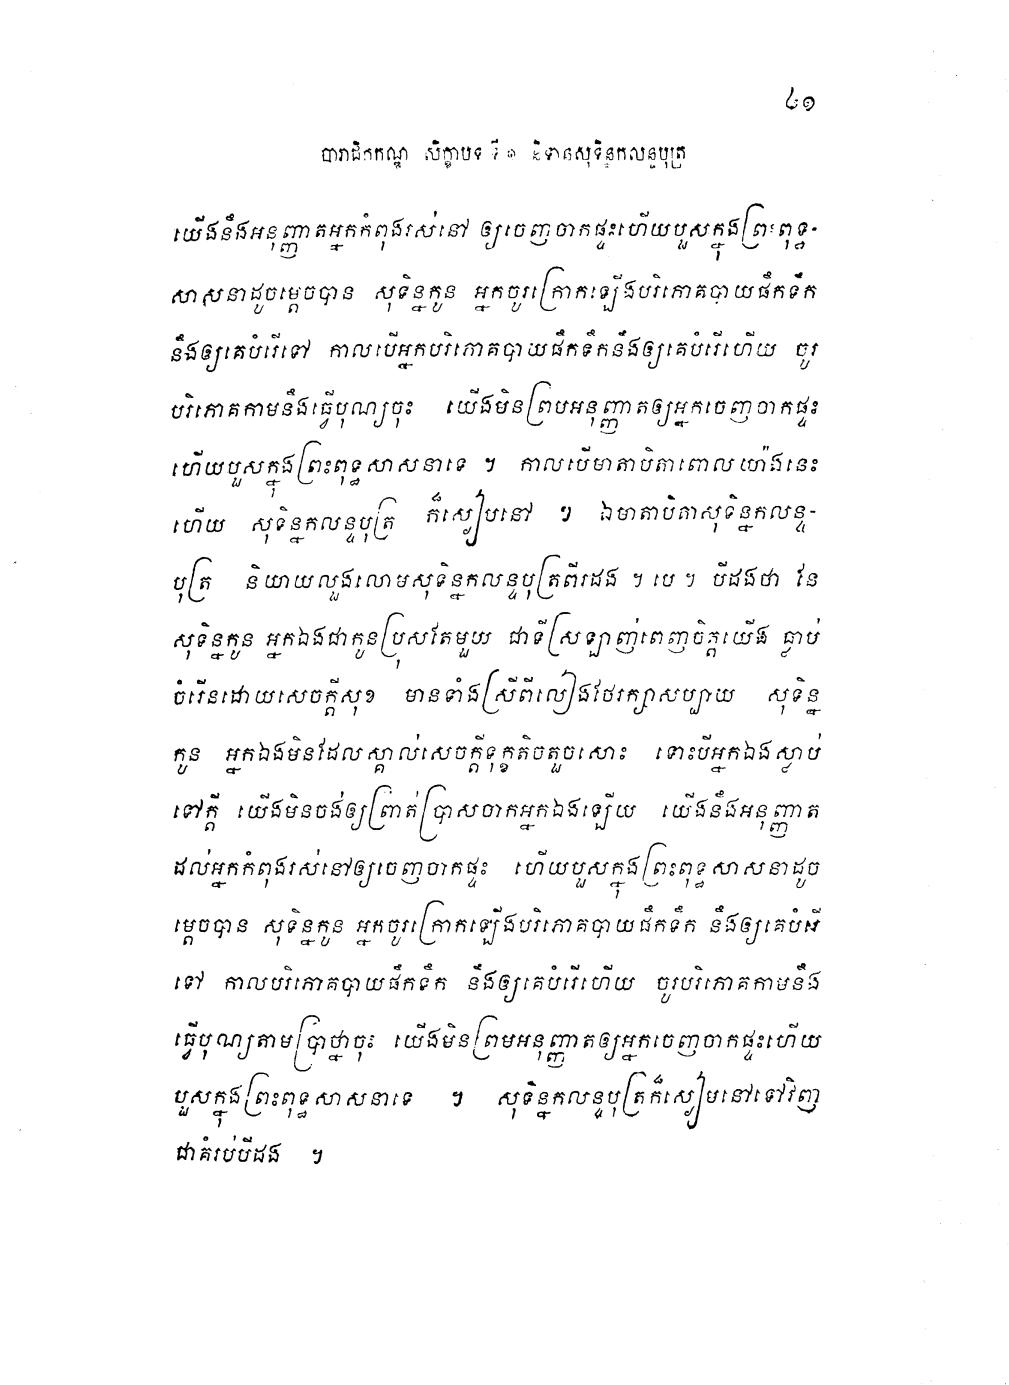 ៤១
បារាជិកកណ្ឌ សិក្ខាបទ ទី ១ និទានសុទិន្នកលន្ទបុត្រ
យើងនឹងអនុញ្ញាតអ្នកកំពុងរស់នៅ ឲ្យចេញចាកផ្ទះហើយបួសក្នុងព្រះពុទ្ធ-
សាសនាដូចម្តេចបាន សុទិន្នកូន អ្នកចូរក្រោកឡើងបរិភោគបាយផឹកទឹក
នឹងឲ្យគេបំរើទៅ កាលបើអ្នកបរិភោគបាយផឹកទឹកនឹងឲ្យគេបំរើហើយ ចូរ
បរិភោគកាមនឹងធ្វើបុណ្យចុះ យើងមិនព្រមអនុញ្ញាតឲ្យអ្នកចេញចាកផ្ទះ
ហើយបួសក្នុងព្រះពុទ្ធសាសនាទេ ។ កាលបើមាតាបិតាពោលយ៉ាងនេះ
ហើយ សុទិន្នកលន្ទបុត្រ ក៏ស្ងៀមនៅ ។ ឯមាតាបិតាសុទិន្នកលន្ទ-
បុត្រ និយាយលួងលោមសុទិន្នកលន្ទបុត្រពីរដង ។ បេ ។ បីដងថា នែ
សុទិន្នកូន អ្នកឯងជាកូនប្រុសតែមួយ ជាទីស្រឡាញ់ពេញចិត្តយើង ធ្លាប់
ចំរើនដោយសេចក្តីសុខ មានទាំងស្រីពីលៀងថែរក្សាសប្បាយ សុទិន្ន
កូន អ្នកឯងមិនដែលស្គាល់សេចក្តីទុក្ខតិចតួចសោះ ទោះបីអ្នកឯងស្លាប់
ទៅក្តី យើងមិនចង់ឲ្យព្រាត់ប្រាសចាកអ្នកឯងឡើយ យើងនឹងអនុញ្ញាត
ដល់អ្នកកំពុងរស់នៅឲ្យចេញចាកផ្ទះ ហើយបួសក្នុងព្រះពុទ្ធសាសនាដូច
ម្តេចបាន សុទិន្នកូន អ្នកចូរក្រោកឡើងបរិភោគបាយផឹកទឹក នឹងឲ្យគេបំរើ
ទៅ កាលបរិភោគបាយផឹកទឹក នឹងឲ្យគេបំរើហើយ ចូរបរិភោគកាមនឹង
ធ្វើបុណ្យតាមប្រាថ្នាចុះ យើងមិនព្រមអនុញ្ញាតឲ្យអ្នកចេញចាកផ្ទះហើយ
បួសក្នុងព្រះពុទ្ធសាសនាទេ ។ សុទិន្នកលន្ទបុត្រក៏ស្ងៀមនៅទៅវិញ
ជាគំរប់បីដង ។